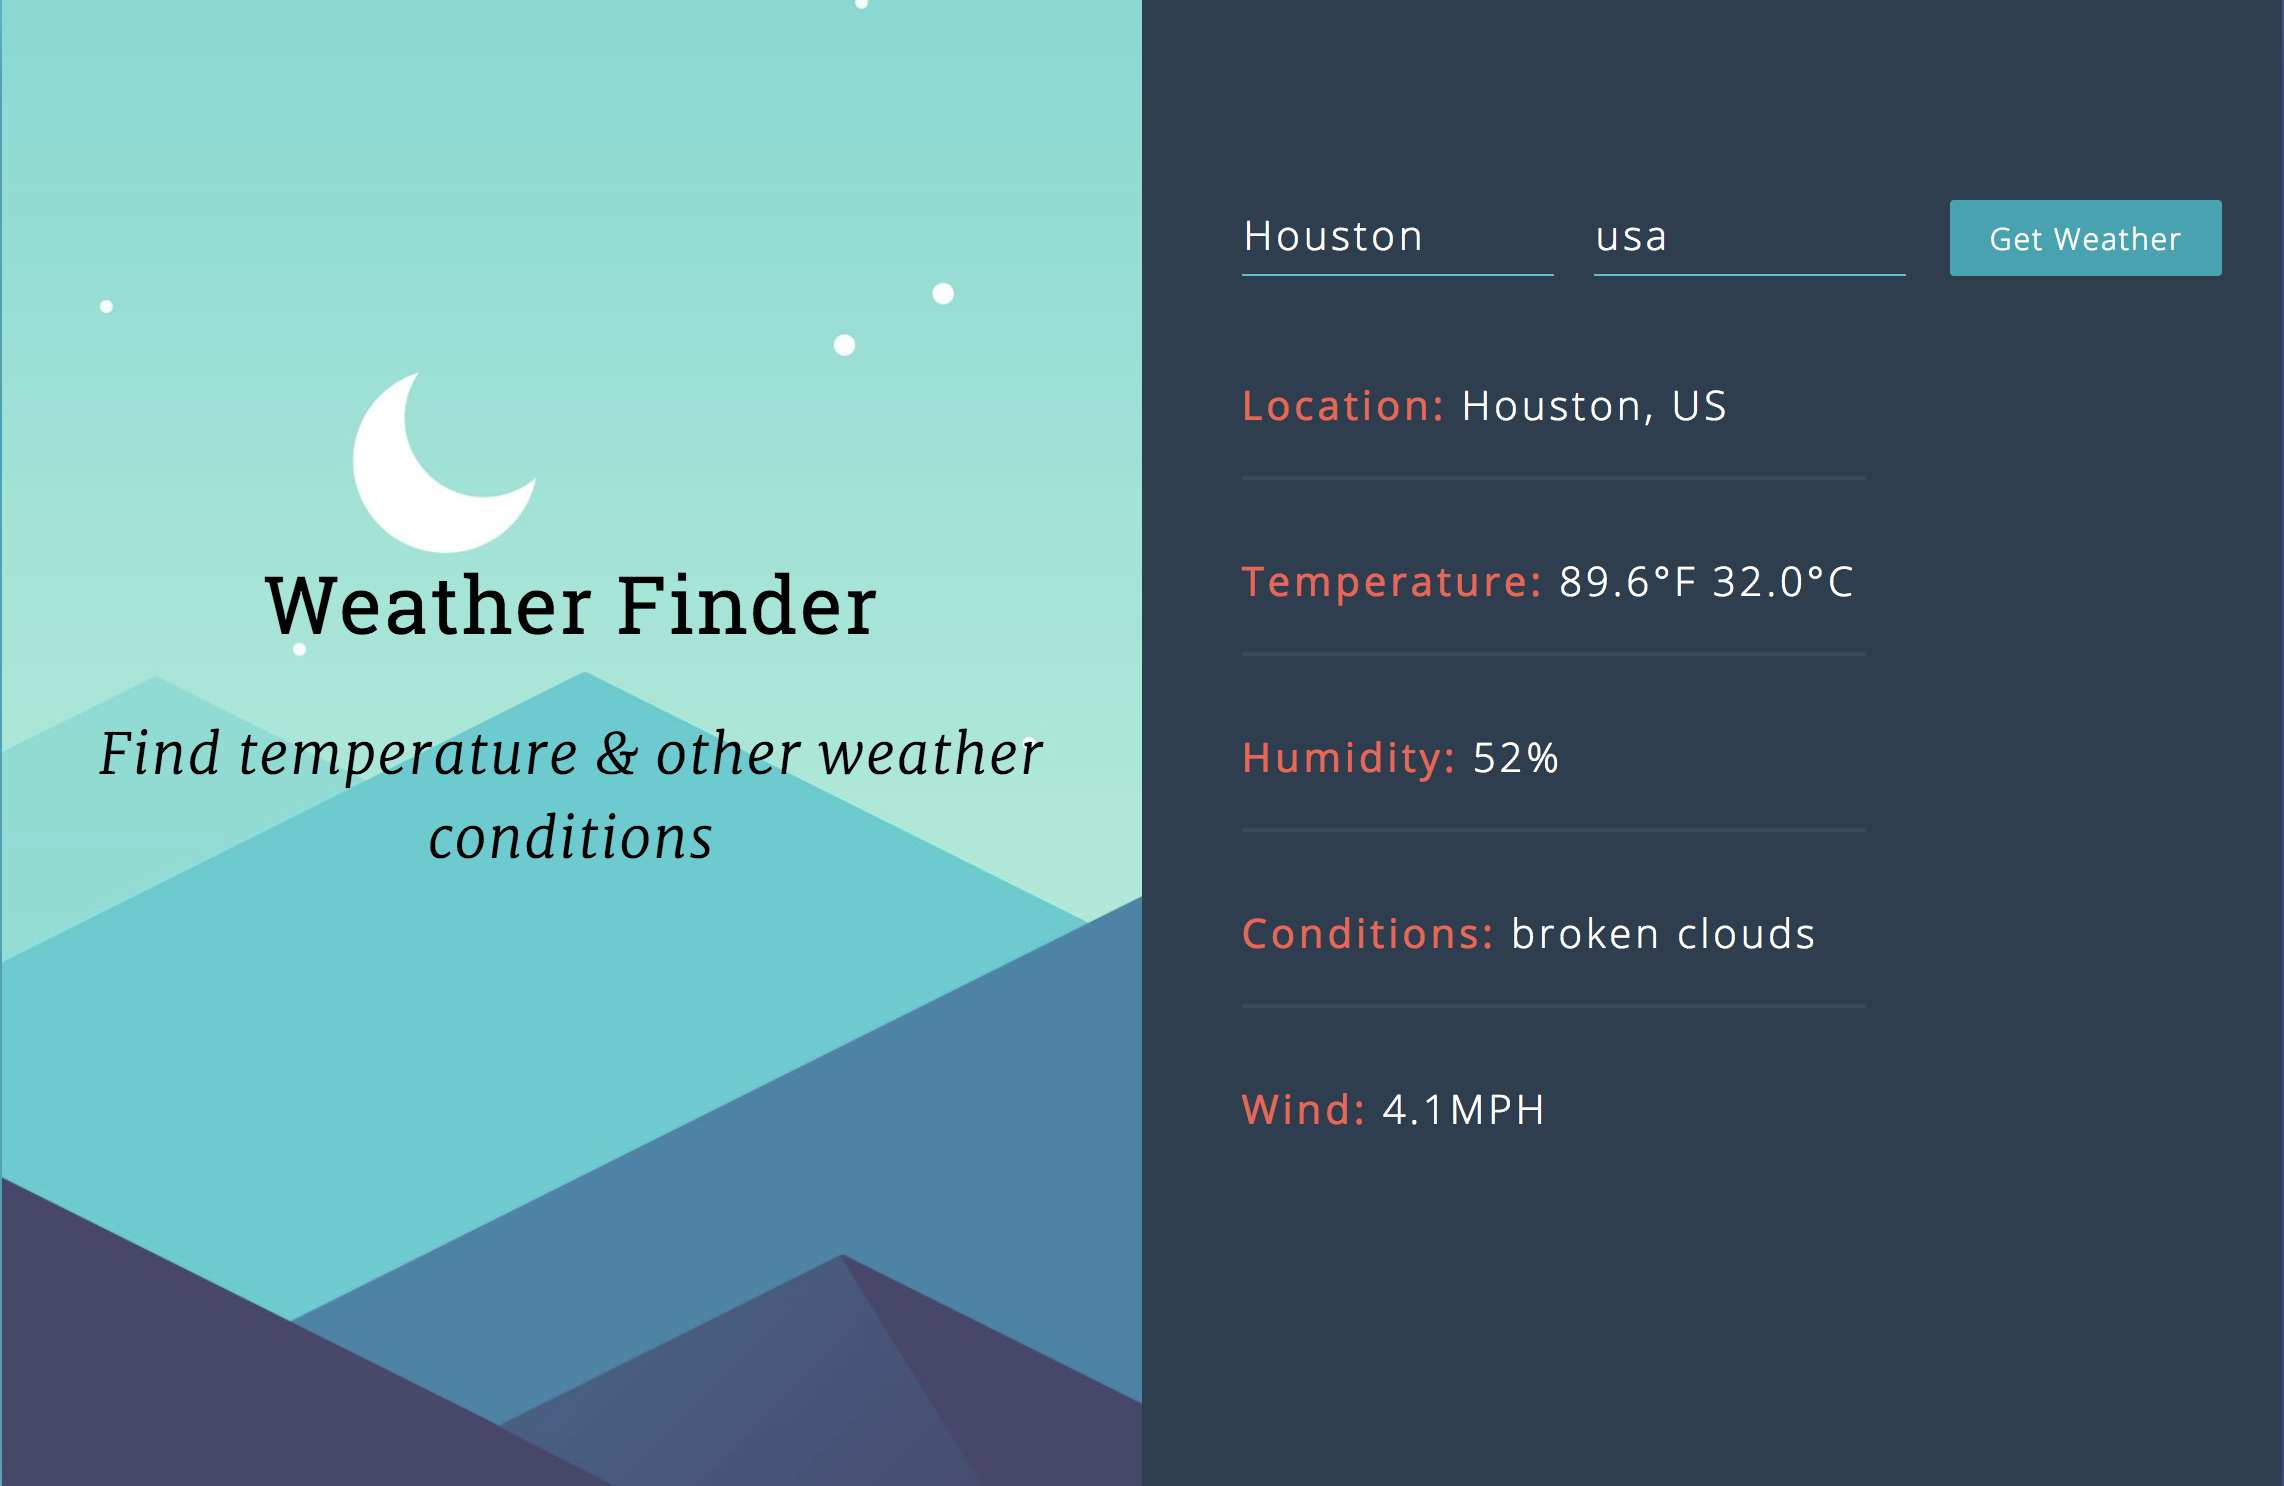 Weather Finder
Find temperature & other weather
conditions
Houston
usa
Get Weather
Location: Houston, US
Temperature: 89.6°F 32.0°C
Humidity: 52%
Conditions: broken clouds
Wind: 4.1MPH